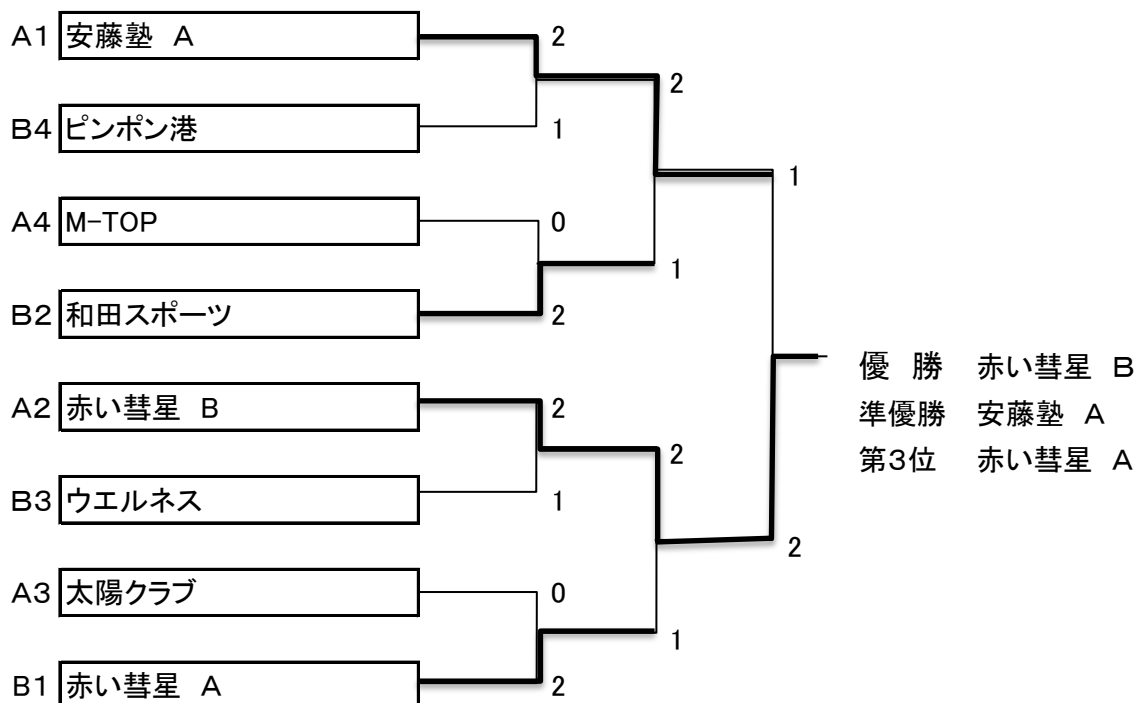 A1 安藤塾 A 2
2
B4 ピンポン港 1
1
A4 M-TOP 0
1
B2 和田スポーツ 2
優 勝 赤い彗星 B
準優勝 安藤塾 A
第3位 赤い彗星 A
A2 赤い彗星 B 2
2
B3 ウエルネス 1
2
A3 太陽クラブ 0
1
B1 赤い彗星 A 2